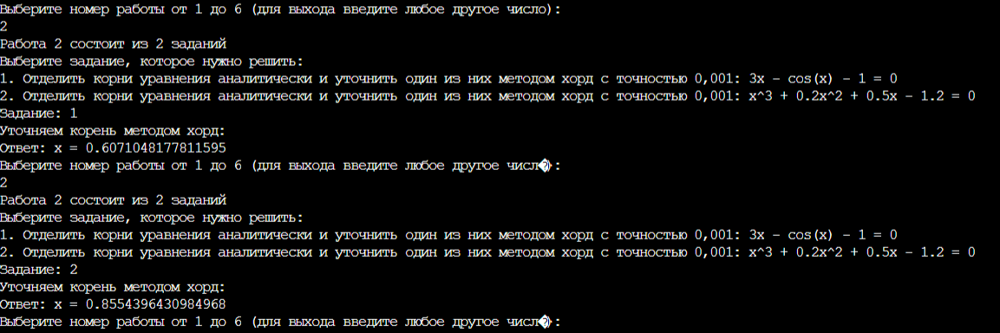 Выберите номер работы от 1 до 6 (для выхода введите любое другое число):
2
Работа 2 состоит из 2 заданий
Выберите задание, которое нужно решить:
1. Отделить корни уравнения аналитически и уточнить один из них методом хорд с точностью 0,001: 3x - cos(x) - 1 = 0
2. Отделить корни уравнения аналитически и уточнить один из них методом хорд с точностью 0,001: x^3 + 0.2x^2 + 0.5x - 1.2 = 0
Задание: 1
Уточняем корень методом хорд:
Ответ: x = 0.6071048177811595
Выберите номер работы от 1 до 6 (для выхода введите любое другое числ�):
2
Работа 2 состоит из 2 заданий
Выберите задание, которое нужно решить:
1. Отделить корни уравнения аналитически и уточнить один из них методом хорд с точностью 0,001: 3x - cos(x) - 1 = 0
2. Отделить корни уравнения аналитически и уточнить один из них методом хорд с точностью 0,001: x^3 + 0.2x^2 + 0.5x - 1.2 = 0
Задание: 2
Уточняем корень методом хорд:
Ответ: x = 0.8554396430984968
Выберите номер работы от 1 до 6 (для выхода введите любое другое числ�):